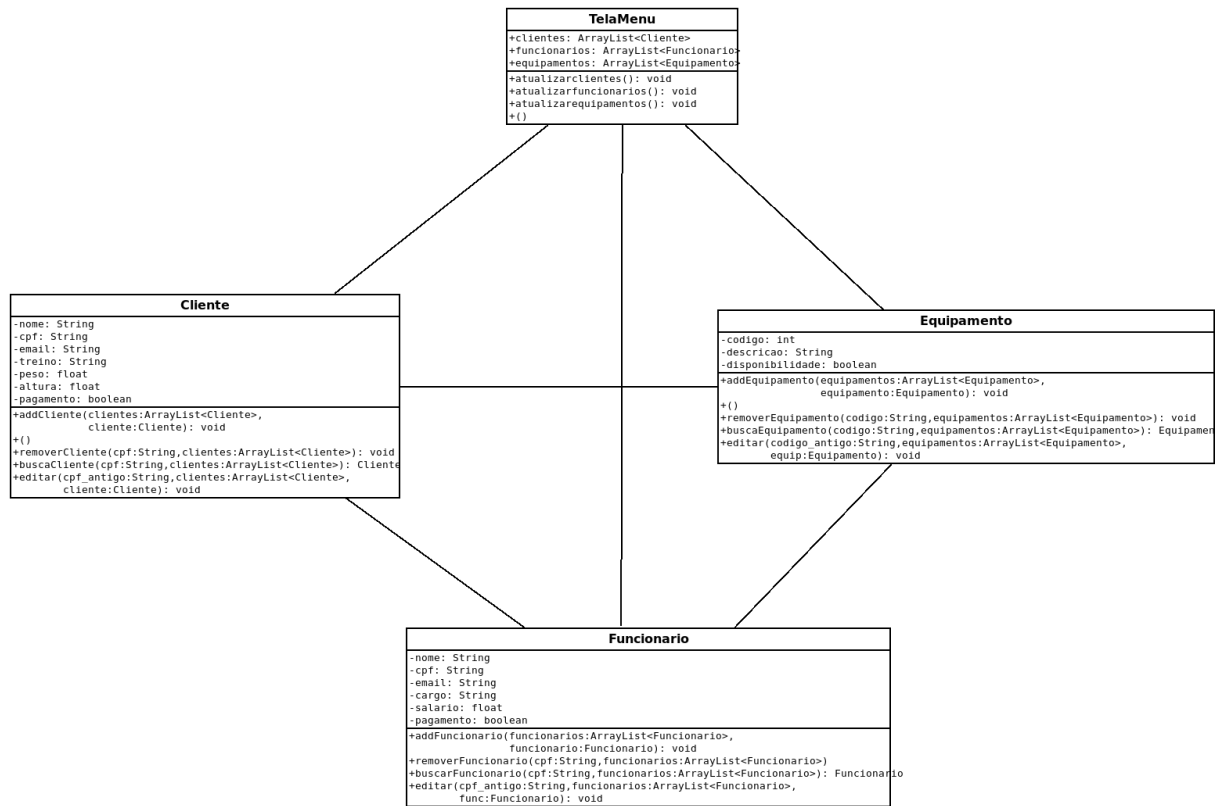 TelaMenu
+clientes: ArrayList<Cliente>
+funcionarios: ArrayList<Funcionario>
+equipamentos: ArrayList<Equipamento>
+atualizarclientes(): void
+atualizarfuncionarios(): void
+atualizarequipamentos(): void
+()
Cliente
-nome: String
-cpf: String
-email: String
-treino: String
-peso: float
-altura: float
-pagamento: boolean
+addCliente(clientes:ArrayList<Cliente>,
cliente:Cliente): void
+()
+removerCliente(cpf:String,clientes:ArrayList<Cliente>): void
+buscaCliente(cpf:String,clientes:ArrayList<Cliente>): Cliente
+editar(cpf_antigo:String,clientes:ArrayList<Cliente>,
cliente:Cliente): void
Equipamento
-codigo: int
-descricao: String
-disponibilidade: boolean
+addEquipamento(equipamentos:ArrayList<Equipamento>,
equipamento:Equipamento): void
+()
+removerEquipamento(codigo:String,equipamentos:ArrayList<Equipamento>): void
+buscaEquipamento(codigo:String,equipamentos:ArrayList<Equipamento>): Equipamen
+editar(codigo_antigo:String,equipamentos:ArrayList<Equipamento>,
equip:Equipamento): void
Funcionario
-nome: String
-cpf: String
-email: String
-cargo: String
-salario: float
-pagamento: boolean
+addFuncionario(funcionarios:ArrayList<Funcionario>,
funcionario:Funcionario): void
+removerFuncionario(cpf:String,funcionarios:ArrayList<Funcionario>)
+buscarFuncionario(cpf:String,funcionarios:ArrayList<Funcionario>): Funcionario
+editar(cpf_antigo:String,funcionarios:ArrayList<Funcionario>,
func:Funcionario): void